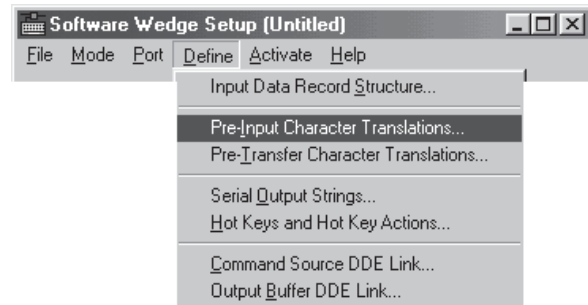 Software Wedge Setup (Untitled)
File Mode Port Define Activate Help
Input Data Record Structure...
Pre-Input Character Translations...
Pre-Transfer Character Translations...
Serial Output Strings...
Hot Keys and Hot Key Actions...
Command Source DDE Link...
Output Buffer DDE Link...